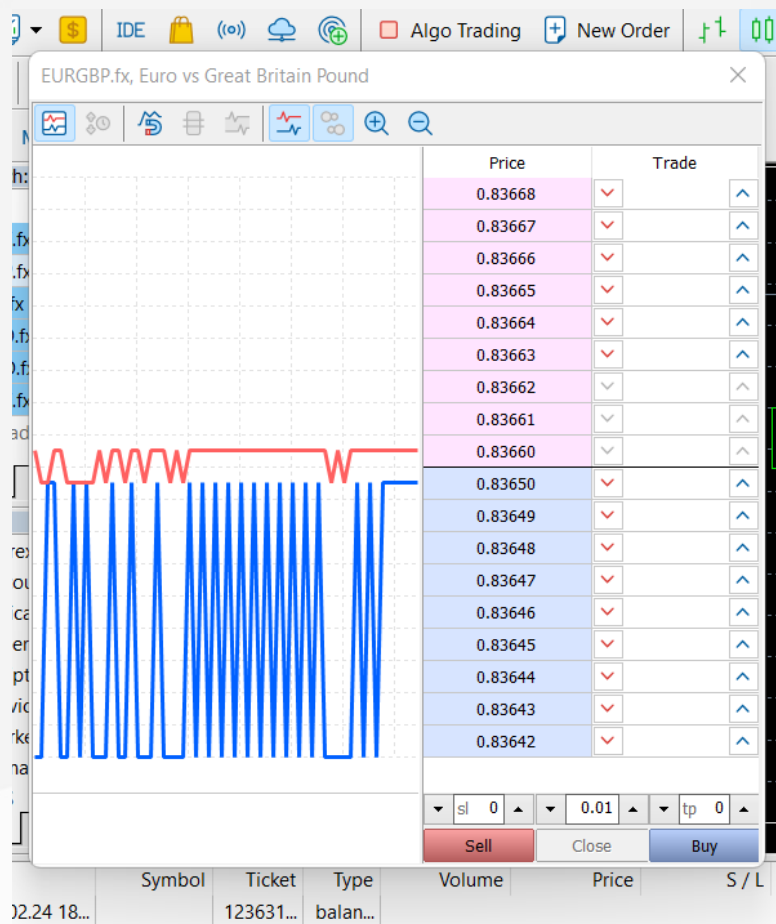 IDE Algo Trading New Order
EURGBP.fx, Euro vs Great Britain Pound
Price Trade
0.83668
0.83667
0.83666
0.83665
0.83664
0.83663
0.83662
0.83661
0.83660
0.83650
0.83649
0.83648
0.83647
0.83646
0.83645
0.83644
0.83643
0.83642
sl 0 0.01 tp 0
Sell Close Buy
Symbol Ticket Type Volume Price S / L
02.24 18... 123631... balan...